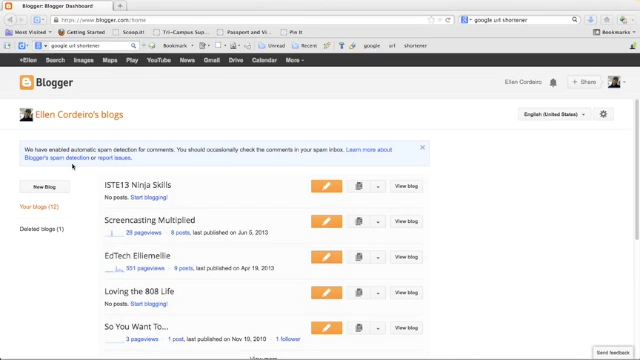 Blogger: Blogger Dashboard
www.blogger.com/home
google url shortener
Most Visited Getting Started Scoop.it! Tri-Campus Sup... Passport and Vi... Pin It Bookmarks
google url shortener Bookmark Unread Recent google url shortener
+Ellen Search Images Maps Play YouTube News Gmail Drive Calendar More
Blogger
Ellen Cordeiro + Share
Ellen Cordeiro's blogs
English (United States)
We have enabled automatic spam detection for comments. You should occasionally check the comments in your spam inbox. Learn more about
Blogger's spam detection or report issues.
New Blog
Your blogs (12)
Deleted blogs (1)
ISTE13 Ninja Skills
No posts. Start blogging!
View blog
Screencasting Multiplied
29 pageviews - 8 posts, last published on Jun 5, 2013
View blog
EdTech Elliemellie
551 pageviews - 9 posts, last published on Apr 19, 2013
View blog
Loving the 808 Life
No posts. Start blogging!
View blog
So You Want To...
3 pageviews - 1 post, last published on Nov 19, 2010 - 1 follower
View blog
View more
Send feedback